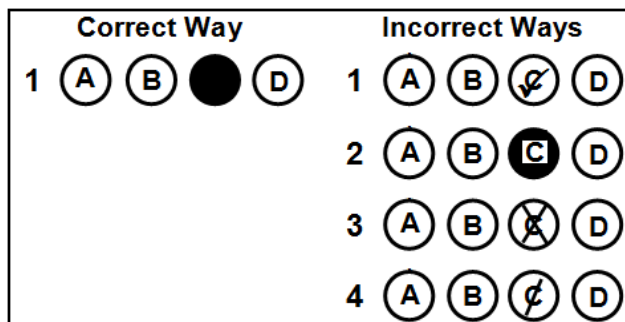 Correct Way
1 A B D
Incorrect Ways
1 A B C D
2 A B C D
3 A B C D
4 A B C D